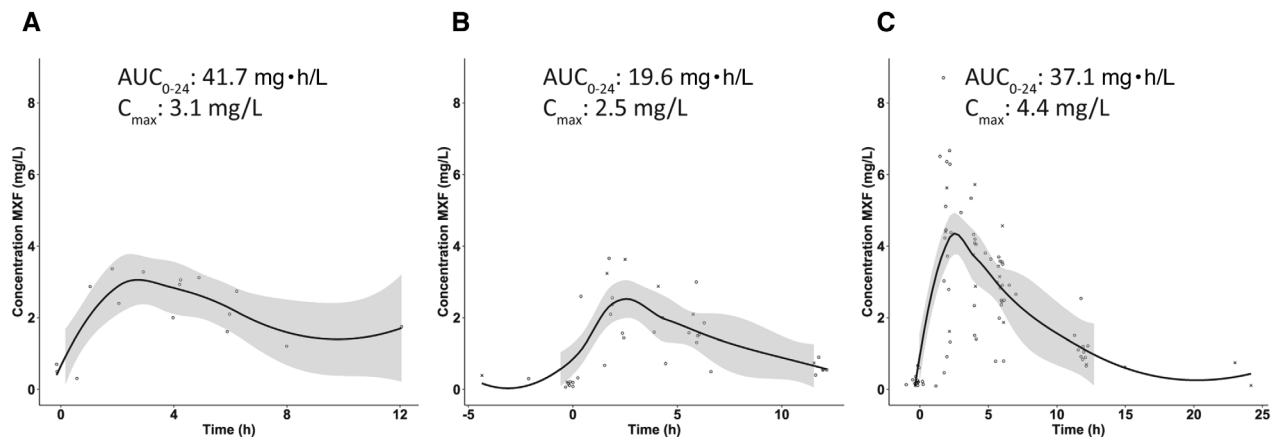 A
AUC0-24: 41.7 mg•h/L
Cmax: 3.1 mg/L
Concentration MXF (mg/L)
8
6
4
2
0
0 4 8 12
Time (h)
B
AUC0-24: 19.6 mg•h/L
Cmax: 2.5 mg/L
Concentration MXF (mg/L)
8
6
4
2
0
-5 0 5 10
Time (h)
C
AUC0-24: 37.1 mg•h/L
Cmax: 4.4 mg/L
Concentration MXF (mg/L)
8
6
4
2
0
0 5 10 15 20 25
Time (h)